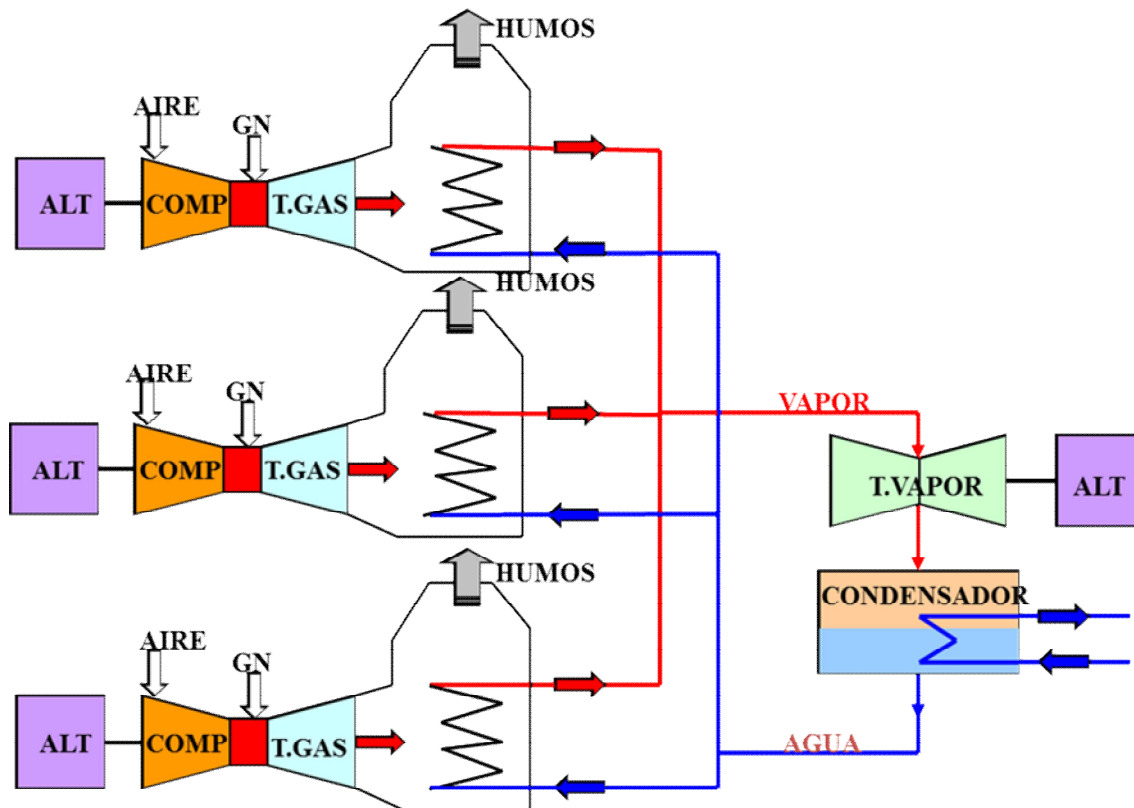 HUMOS
AIRE
GN
ALT
COMP
T.GAS
HUMOS
AIRE
GN
VAPOR
ALT
COMP
T.GAS
T.VAPOR
ALT
HUMOS
CONDENSADOR
AIRE
GN
ALT
COMP
T.GAS
AGUA